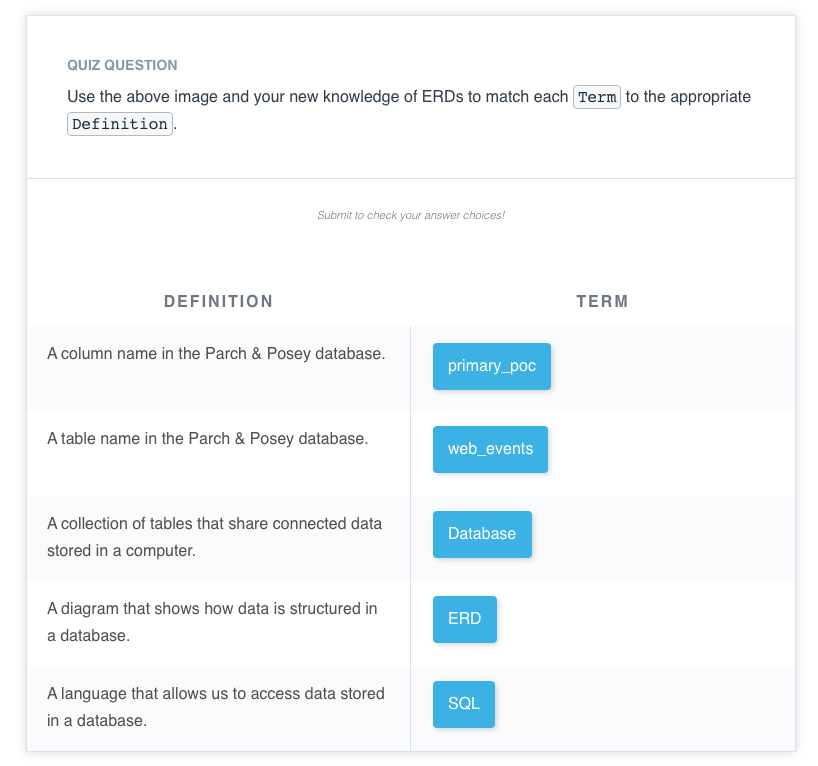 QUIZ QUESTION
Use the above image and your new knowledge of ERDs to match each Term to the appropriate
Definition.
Submit to check your answer choices!
DEFINITION
TERM
A column name in the Parch & Posey database.
primary_poc
A table name in the Parch & Posey database.
web_events
A collection of tables that share connected data
stored in a computer.
Database
A diagram that shows how data is structured in
a database.
ERD
A language that allows us to access data stored
in a database.
SQL